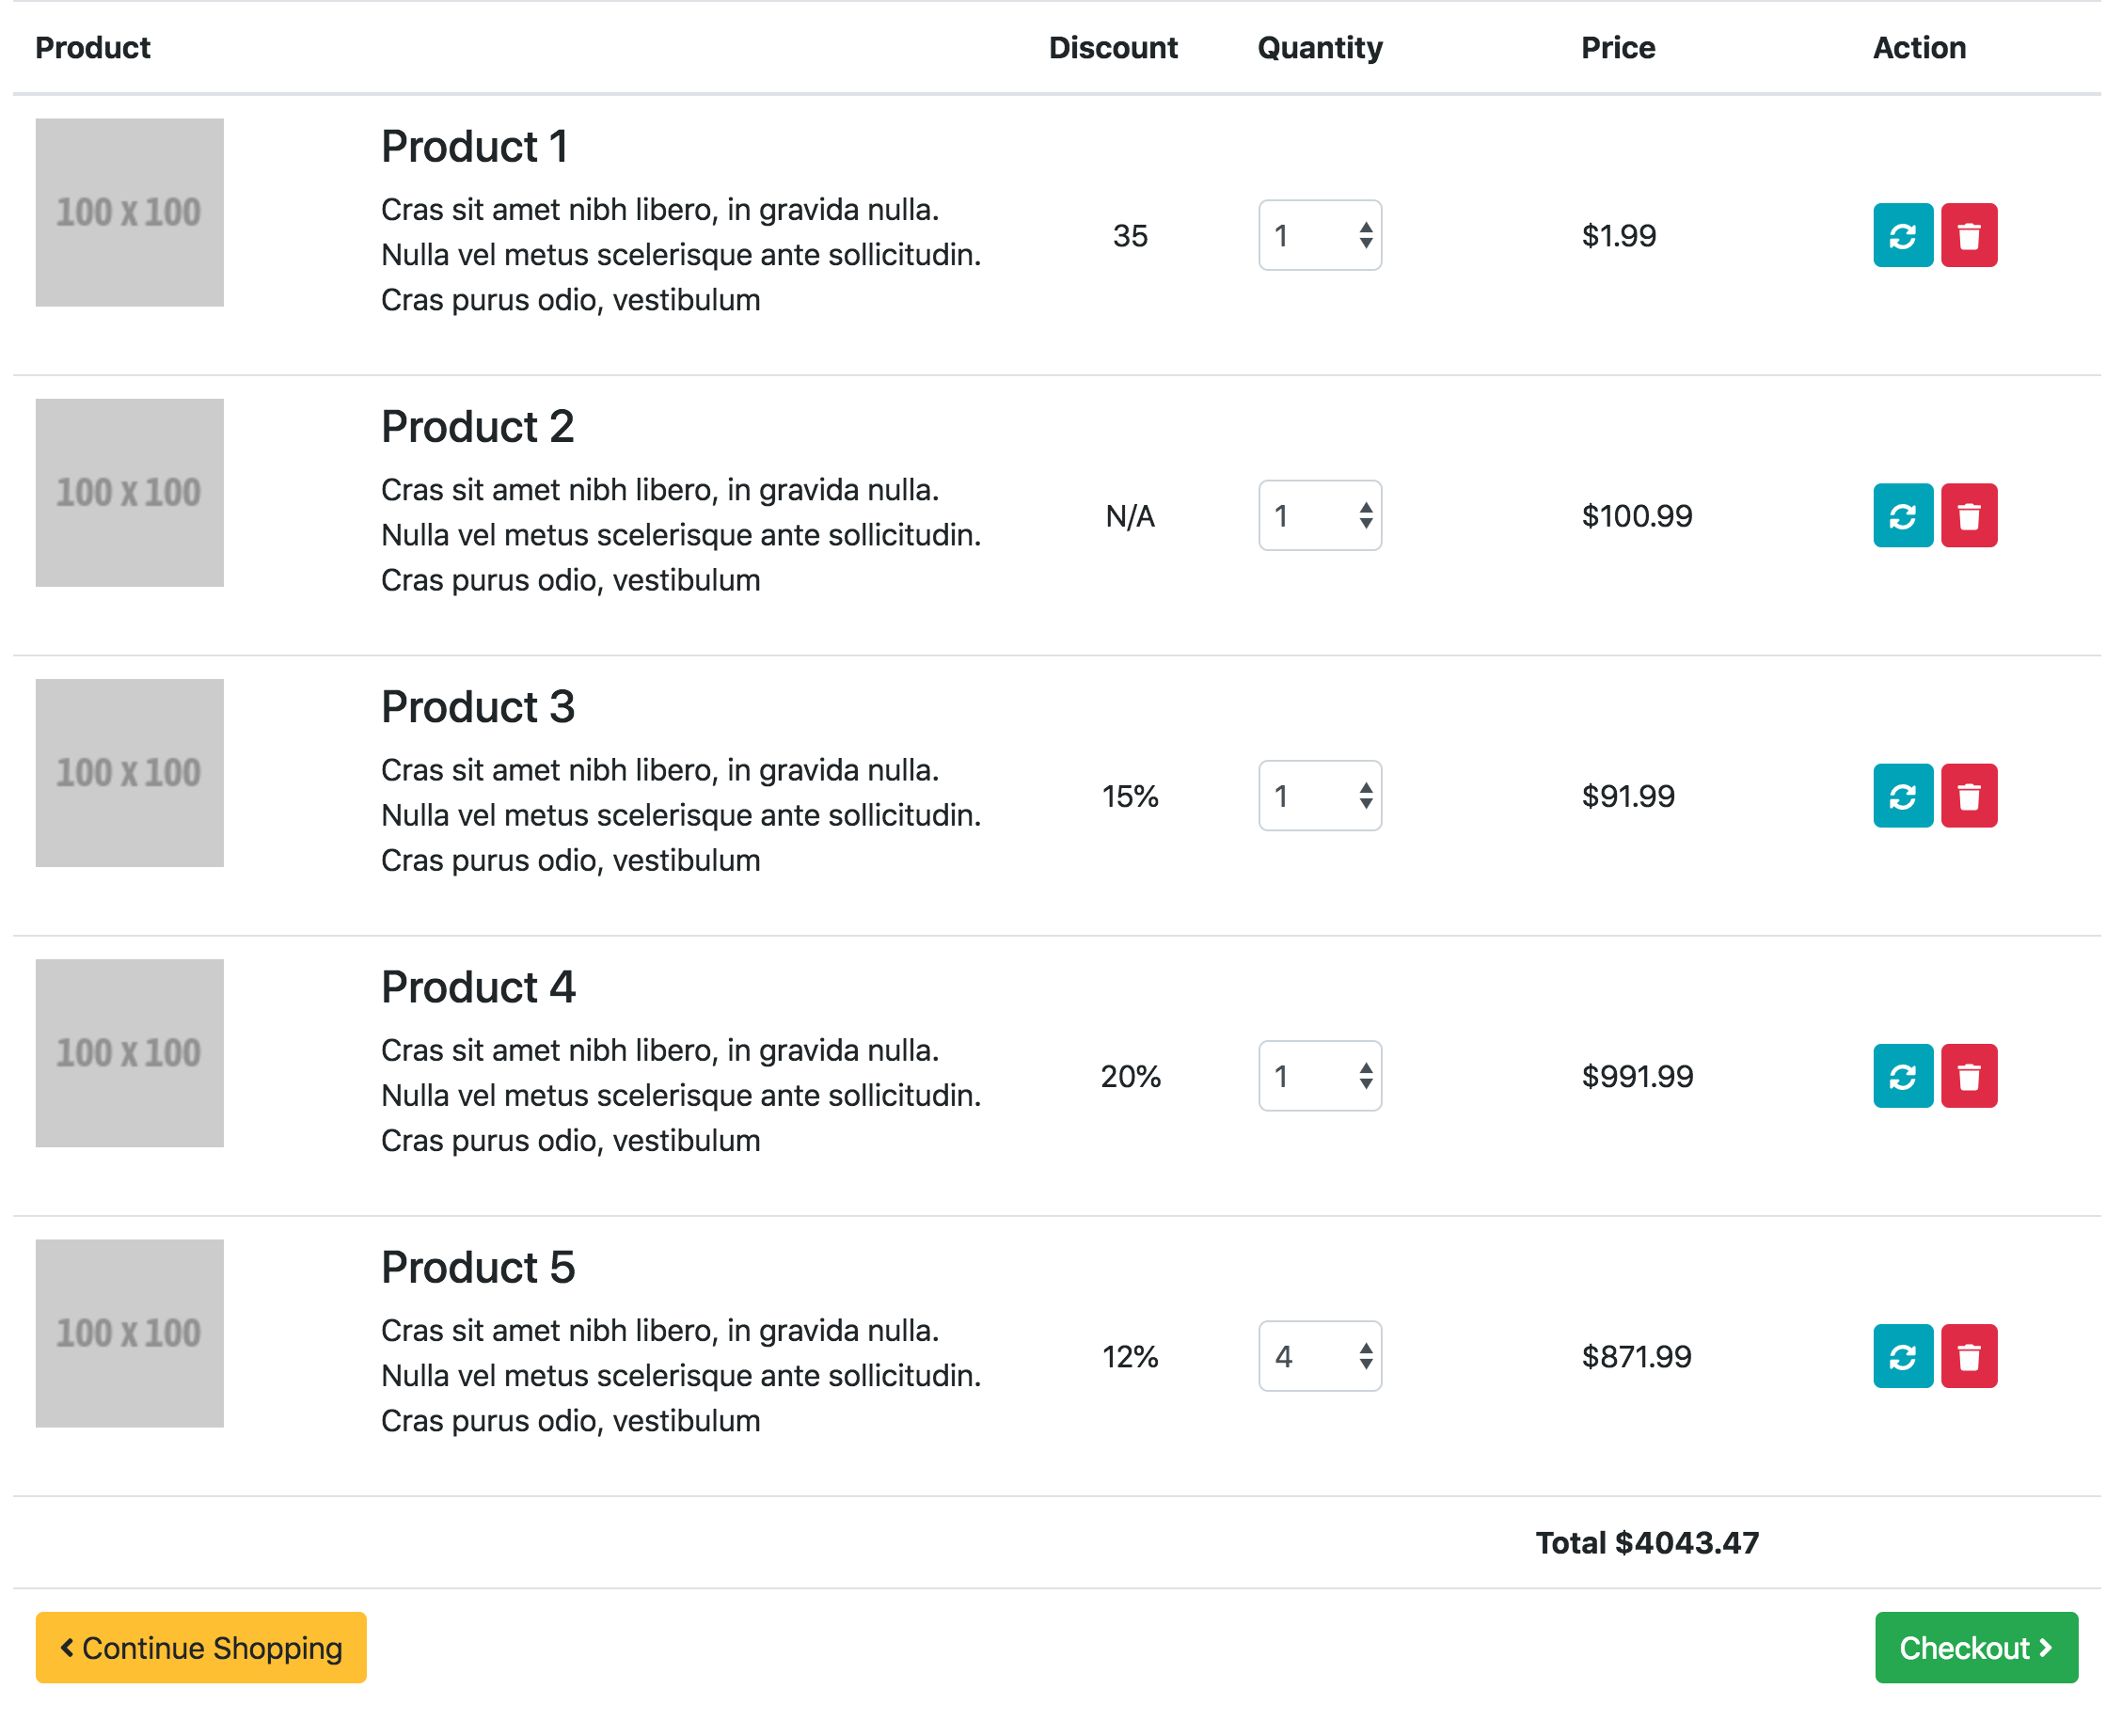 Product Discount Quantity Price Action
100 X 100
Product 1
Cras sit amet nibh libero, in gravida nulla.
Nulla vel metus scelerisque ante sollicitudin.
Cras purus odio, vestibulum
35 1 $1.99
100 X 100
Product 2
Cras sit amet nibh libero, in gravida nulla.
Nulla vel metus scelerisque ante sollicitudin.
Cras purus odio, vestibulum
N/A 1 $100.99
100 X 100
Product 3
Cras sit amet nibh libero, in gravida nulla.
Nulla vel metus scelerisque ante sollicitudin.
Cras purus odio, vestibulum
15% 1 $91.99
100 X 100
Product 4
Cras sit amet nibh libero, in gravida nulla.
Nulla vel metus scelerisque ante sollicitudin.
Cras purus odio, vestibulum
20% 1 $991.99
100 X 100
Product 5
Cras sit amet nibh libero, in gravida nulla.
Nulla vel metus scelerisque ante sollicitudin.
Cras purus odio, vestibulum
12% 4 $871.99
Total $4043.47
Continue Shopping
Checkout